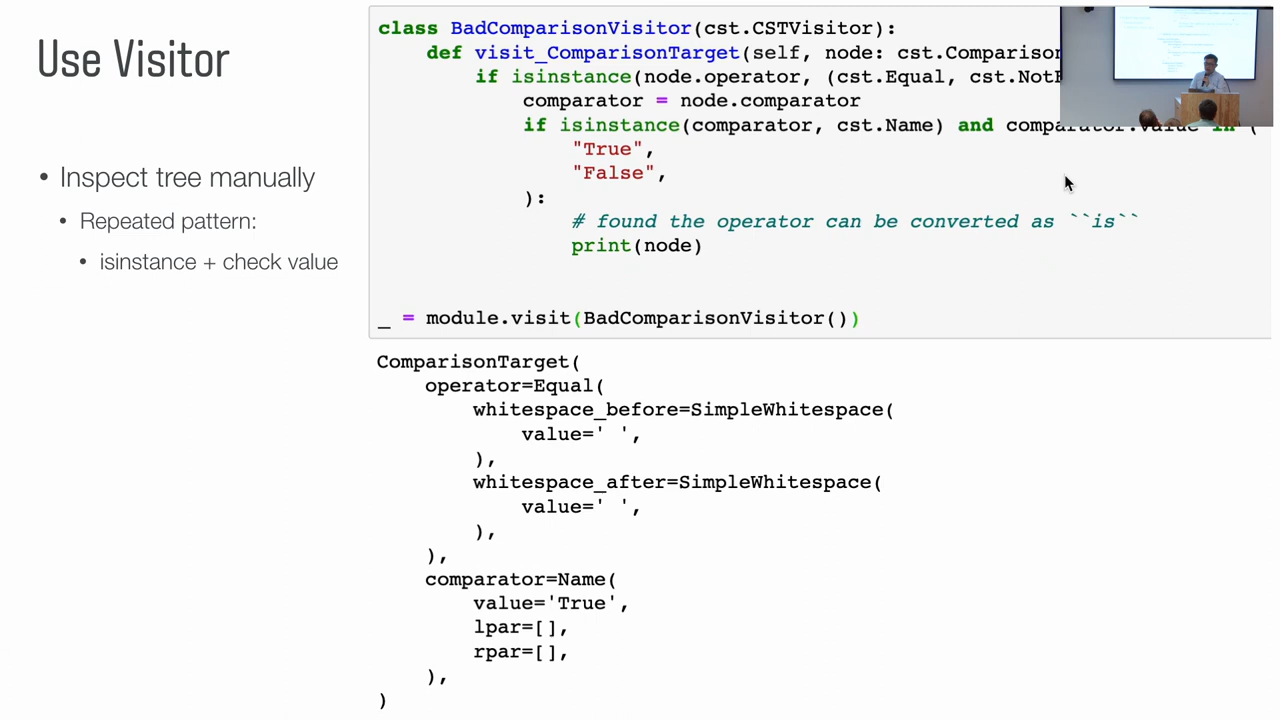 Use Visitor
• Inspect tree manually
• Repeated pattern:
• isinstance + check value
class BadComparisonVisitor(cst.CSTVisitor):
    def visit_ComparisonTarget(self, node: cst.Comparison
        if isinstance(node.operator, (cst.Equal, cst.Not
            comparator = node.comparator
            if isinstance(comparator, cst.Name) and comparator.value in (
                "True",
                "False",
            ):
                # found the operator can be converted as ``is``
                print(node)
_ = module.visit(BadComparisonVisitor())
ComparisonTarget(
    operator=Equal(
        whitespace_before=SimpleWhitespace(
            value=' ',
        ),
        whitespace_after=SimpleWhitespace(
            value=' ',
        ),
    ),
    comparator=Name(
        value='True',
        lpar=[],
        rpar=[],
    ),
)